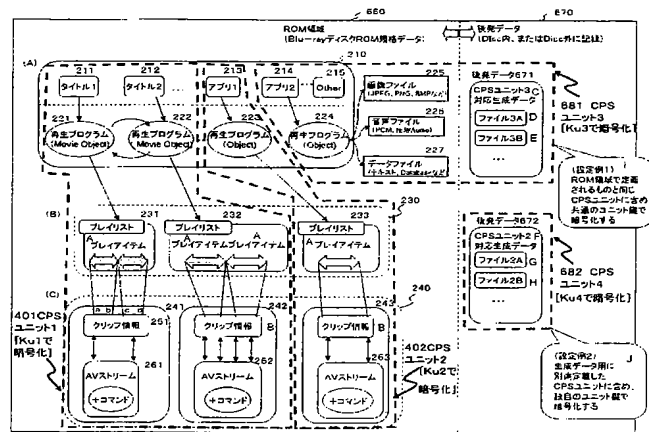 660
670
ROM領域
(Blu-rayディスクROM規格データ)
後発データ
(Disc内、またはDisc外に記録)
(A)
210
211
タイトル1
212
タイトル2
...
213
アプリ1
214
アプリ2
215
Other
221
再生プログラム
(Movie Object)
222
再生プログラム
(Movie Object)
223
再生プログラム
(Object)
224
再生プログラム
(Object)
225
画像ファイル
(JPEG, PNG, BMPなど)
226
音声ファイル
(PCM, 圧縮Audio)
227
データファイル
(テキスト, Databaseなど)
後発データ671
CPSユニット3 C
対応生成データ
ファイル3A D
ファイル3B E
...
681 CPS
ユニット3
[Ku3で暗号化]
(設定例1) I
ROM領域で定義
されるものと同じ
CPSユニットに含め
共通のユニット鍵で
暗号化する
(B)
230
231
プレイリスト
A
プレイアイテム
232
プレイリスト
A
A
プレイアイテムプレイアイテム
233
プレイリスト
A
プレイアイテム
後発データ672
CPSユニット2 F
対応生成データ
ファイル2A G
ファイル2B H
...
682 CPS
ユニット4
[Ku4で暗号化]
(C)
240
a b c d
241
クリップ情報
251
261
AVストリーム
+コマンド
242
クリップ情報 B
262
AVストリーム
+コマンド
243
クリップ情報 B
263
AVストリーム
+コマンド
401CPS
ユニット1
[Ku1で
暗号化]
402CPS
ユニット2
[Ku2で
暗号化]
(設定例2) J
生成データ用に
別途定義した
CPSユニットに含め、
独自のユニット鍵で
暗号化する